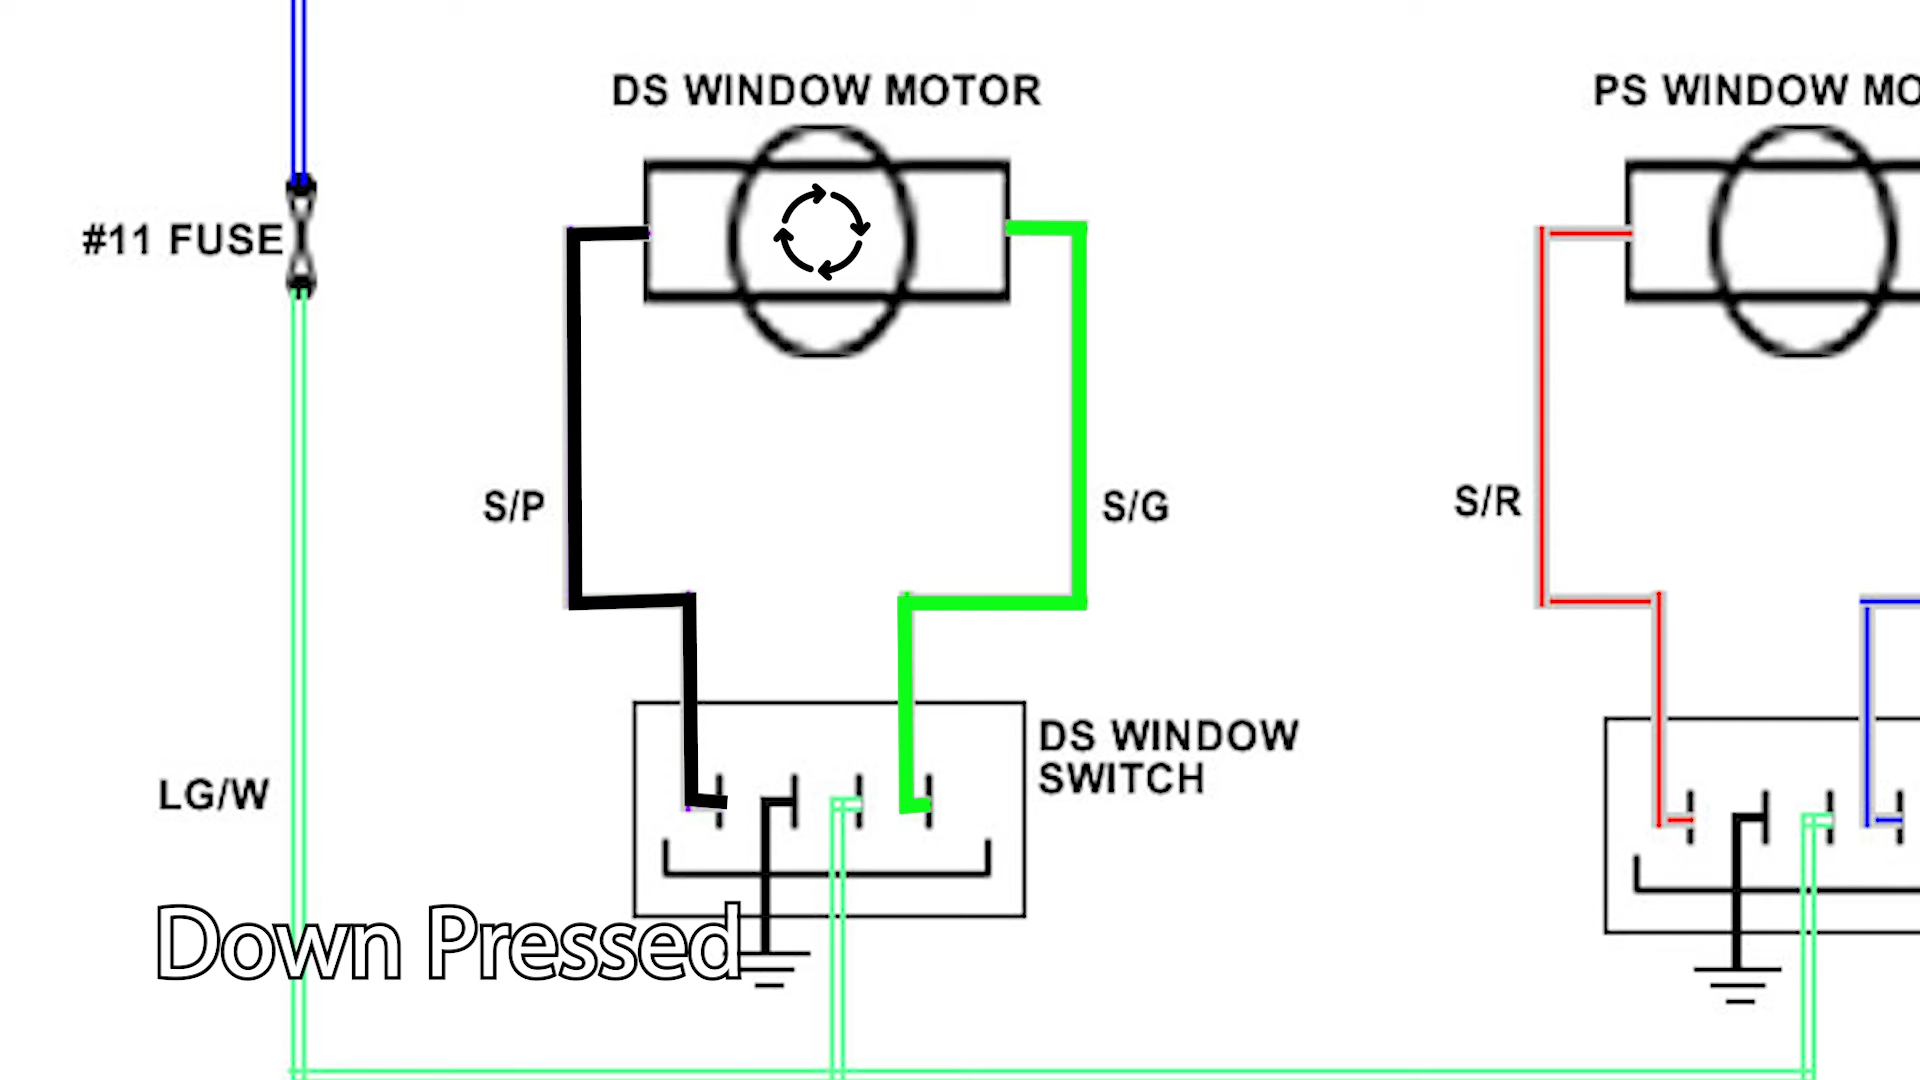 DS WINDOW MOTOR
PS WINDOW MO
#11 FUSE
S/P
S/G
S/R
DS WINDOW
SWITCH
LG/W
Down Pressed